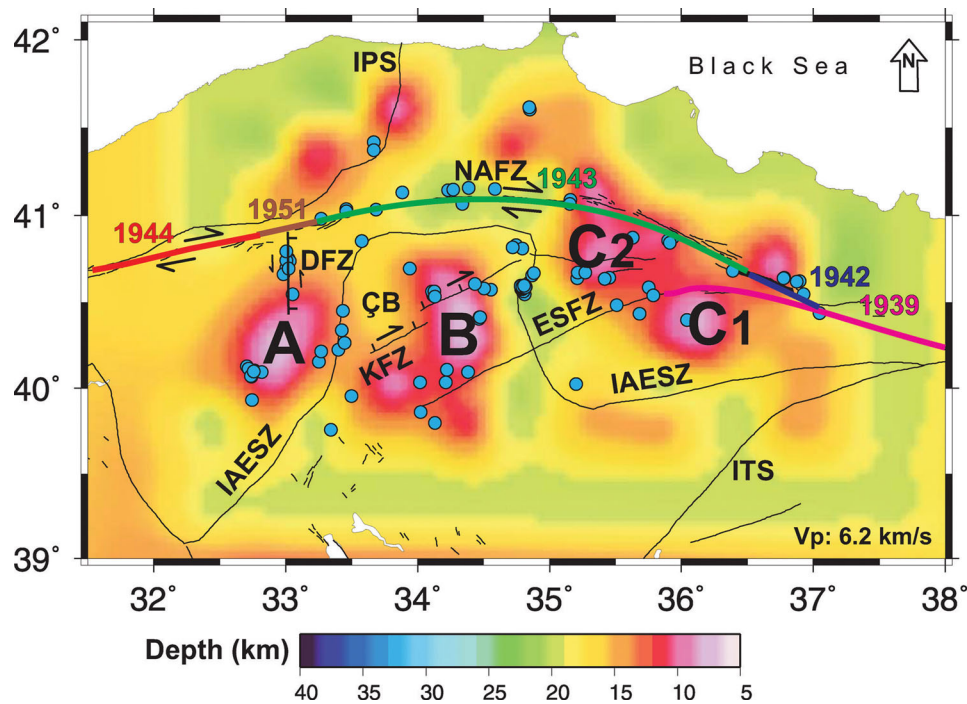 42°
IPS
Black Sea
N
NAFZ
1943
41°
1951
1944
C2
DFZ
1942
ÇB
ESFZ
1939
A
B
C1
KFZ
40°
IAESZ
IAESZ
ITS
Vp: 6.2 km/s
39°
32° 33° 34° 35° 36° 37° 38°
Depth (km)
40 35 30 25 20 15 10 5